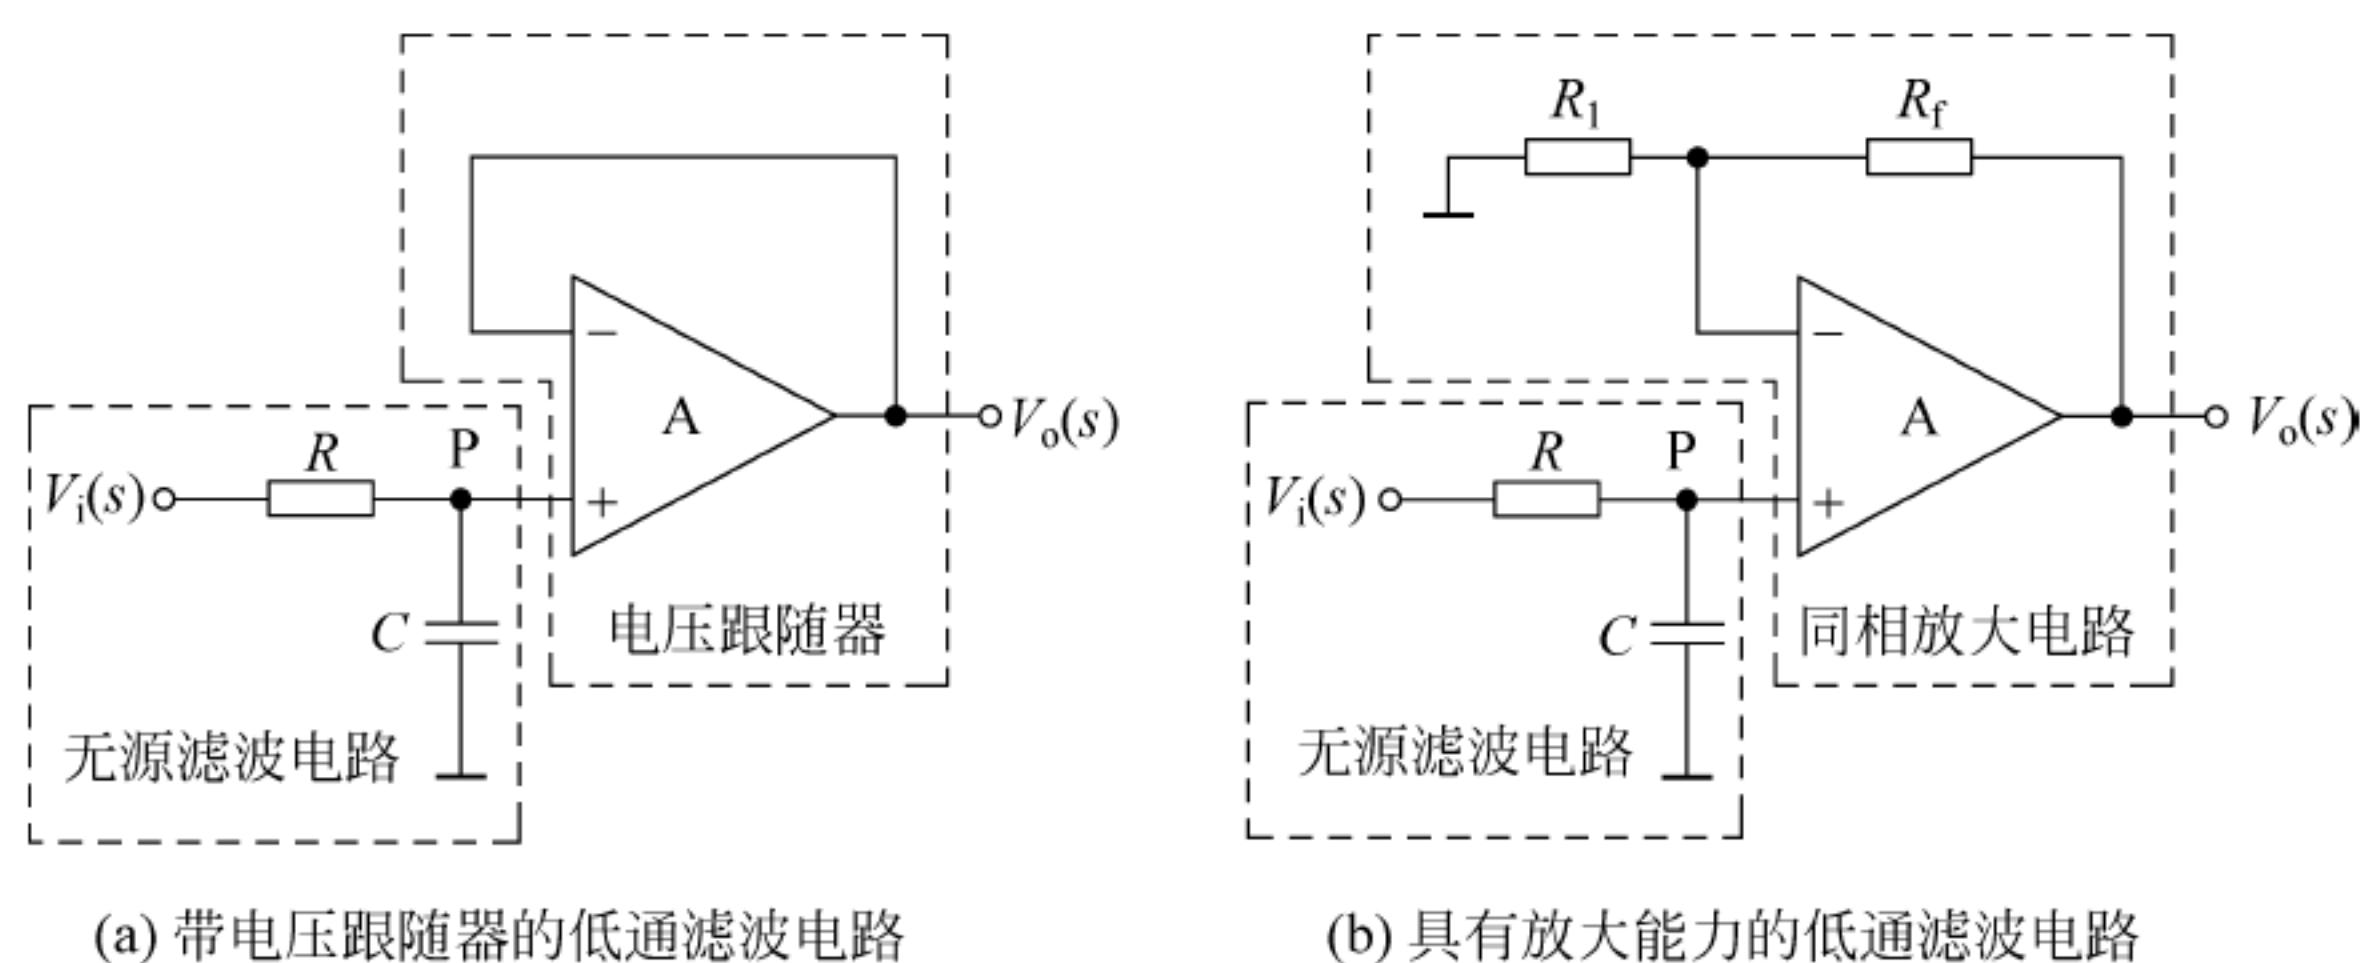 R
P
Vi(s)
C
A
−
+
Vo(s)
电压跟随器
无源滤波电路
(a) 带电压跟随器的低通滤波电路
R1
Rf
R
P
Vi(s)
C
A
−
+
Vo(s)
同相放大电路
无源滤波电路
(b) 具有放大能力的低通滤波电路